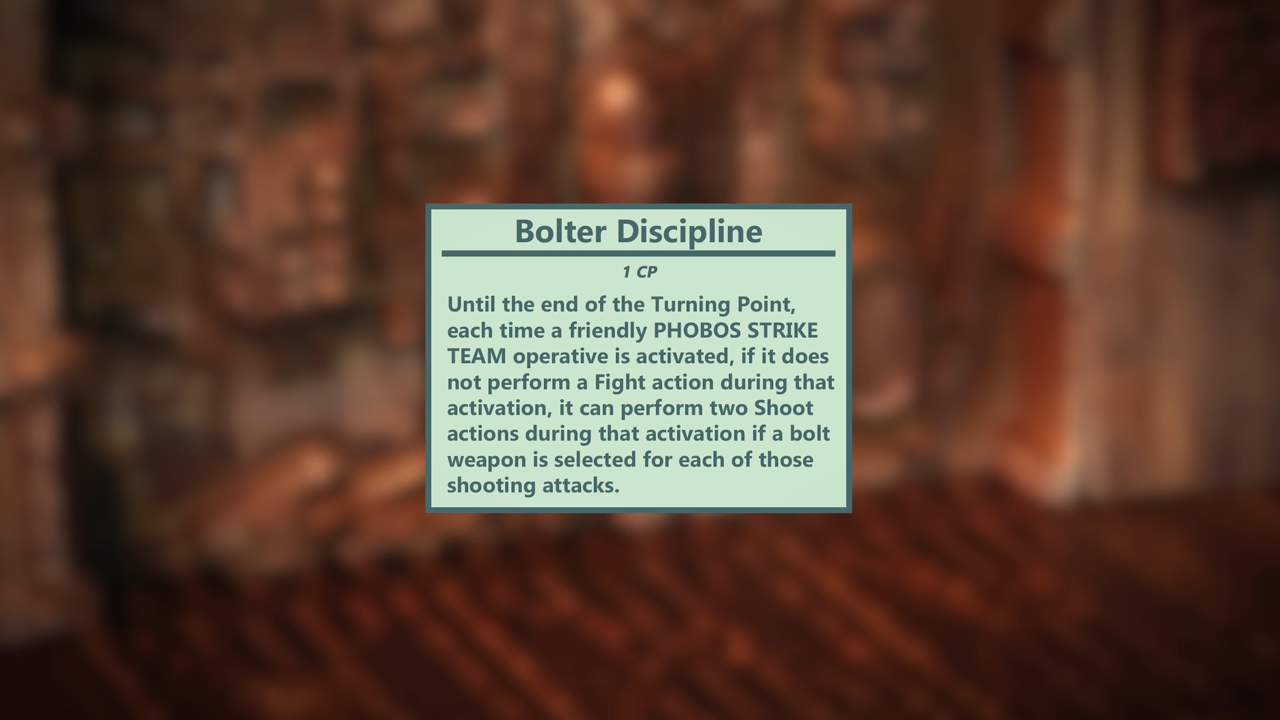 Bolter Discipline
1 CP
Until the end of the Turning Point,
each time a friendly PHOBOS STRIKE
TEAM operative is activated, if it does
not perform a Fight action during that
activation, it can perform two Shoot
actions during that activation if a bolt
weapon is selected for each of those
shooting attacks.